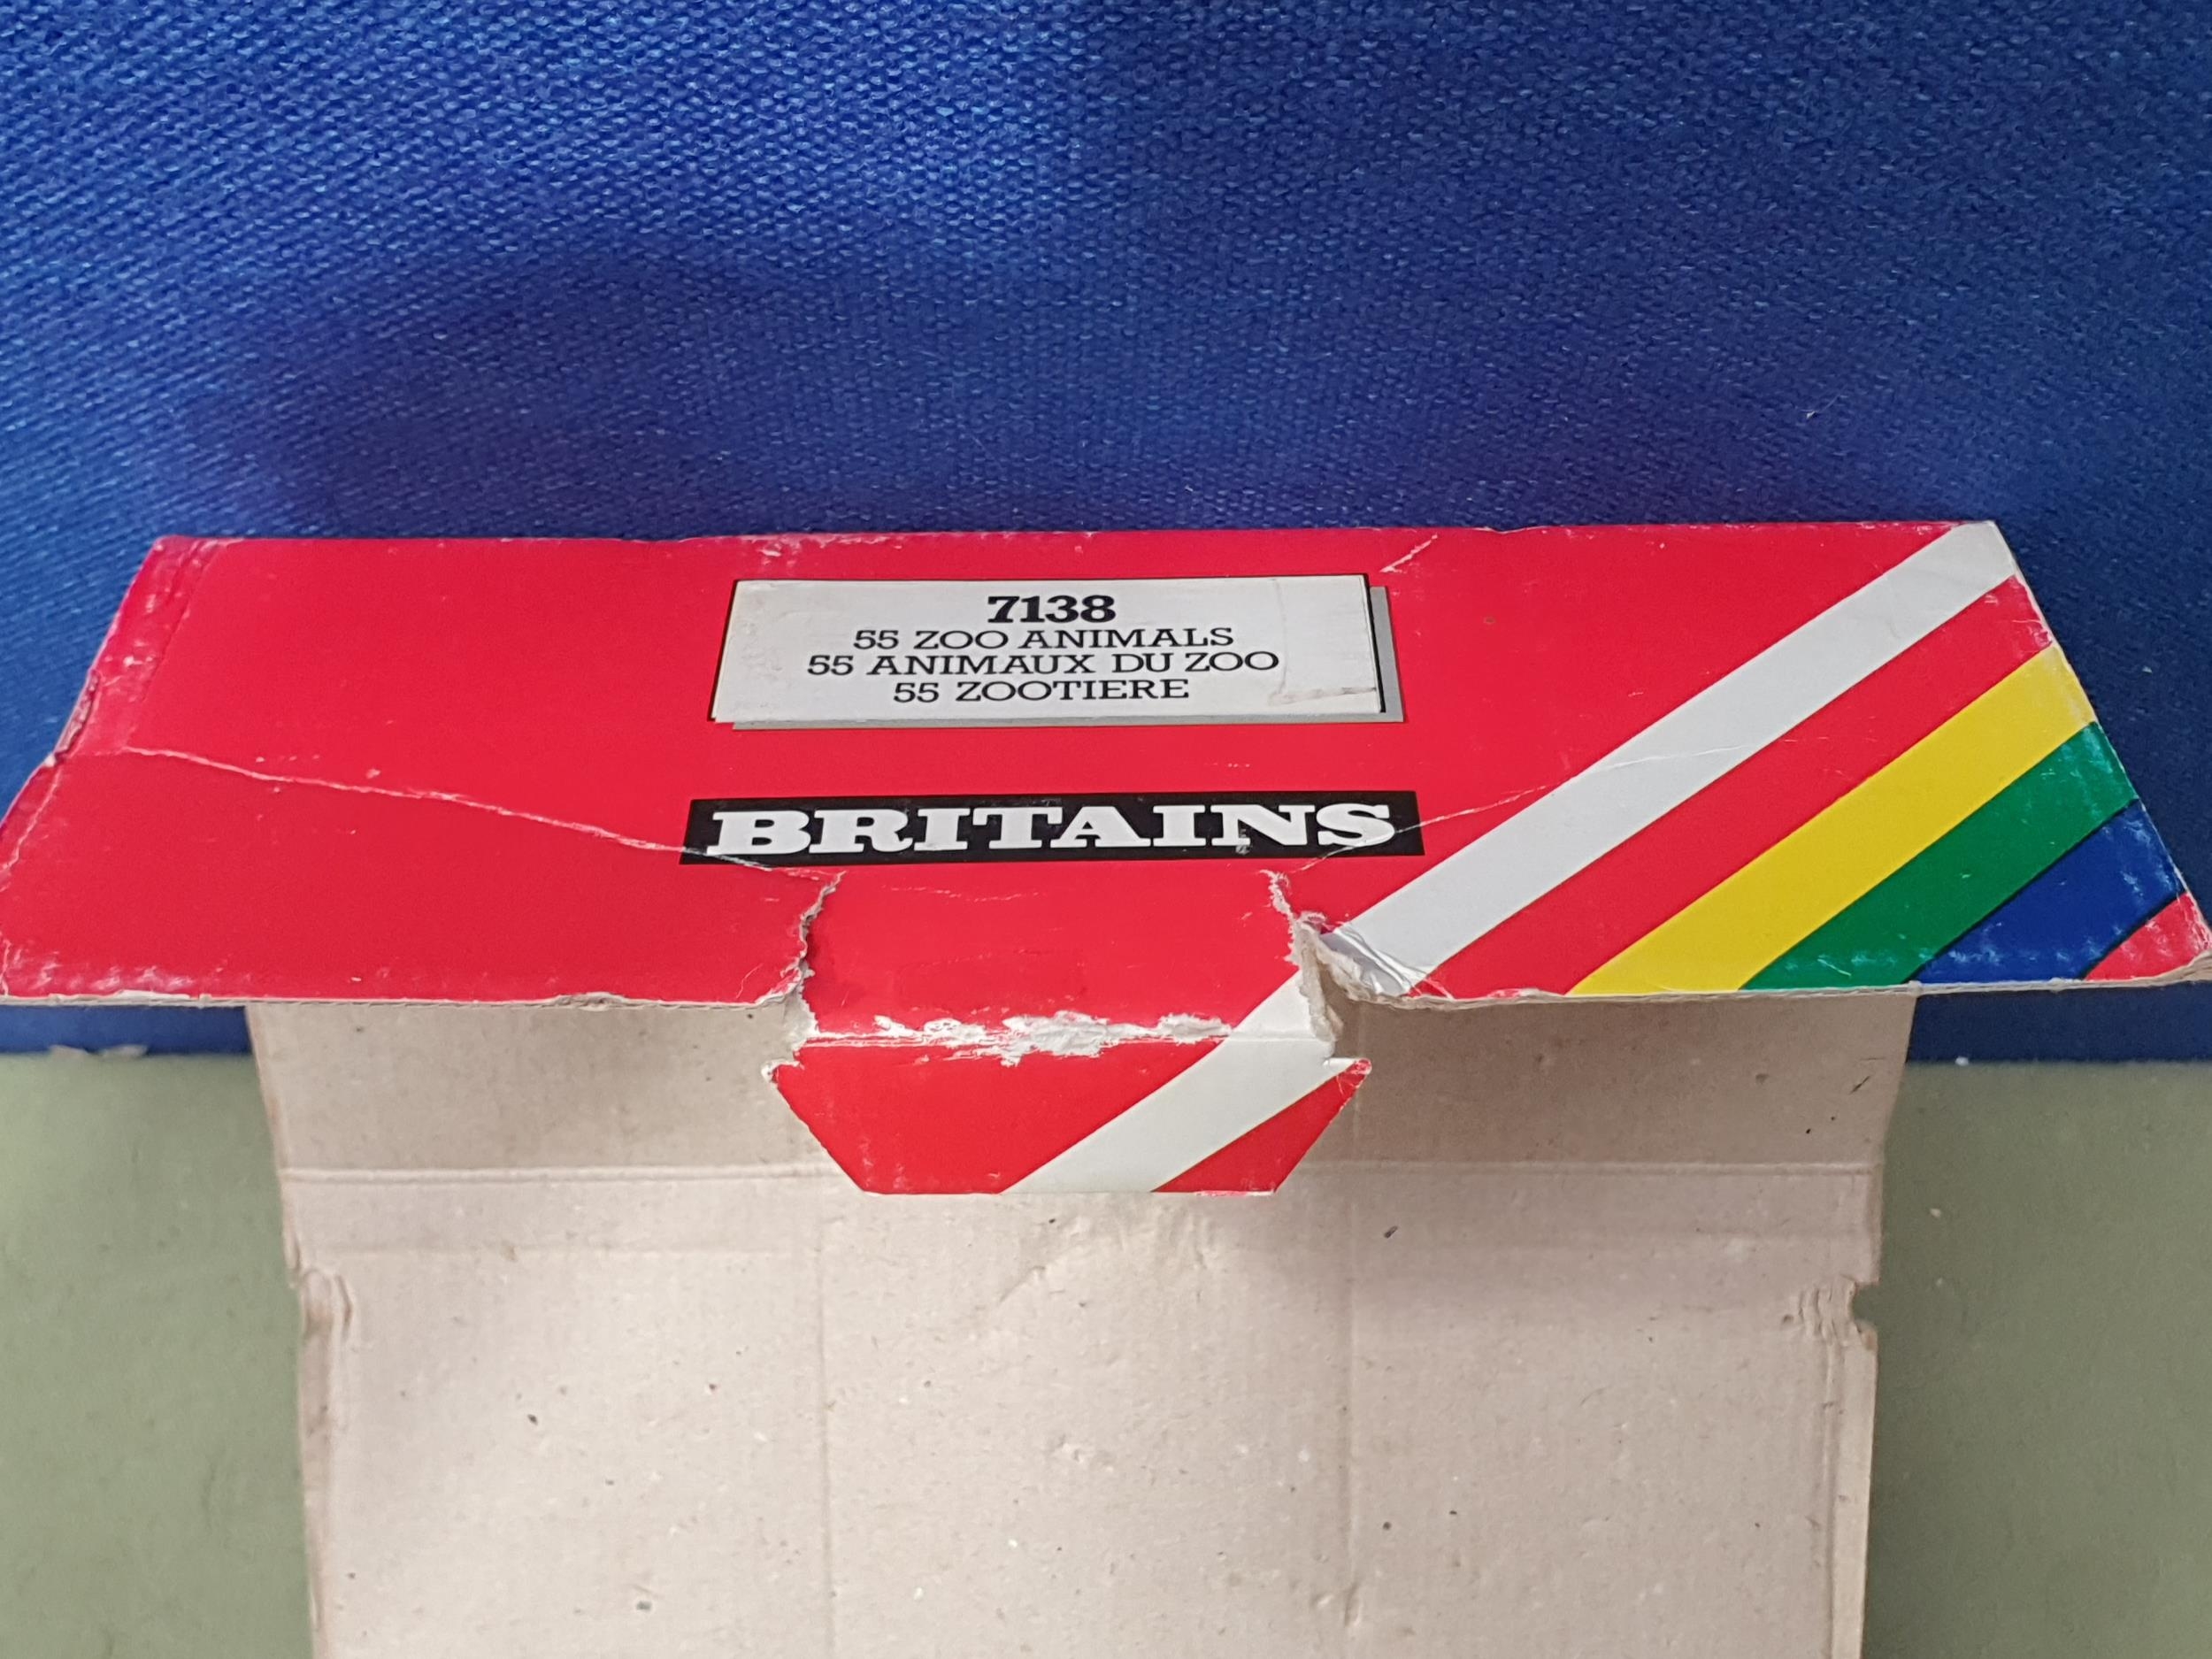 7138
55 ZOO ANIMALS
55 ANIMAUX DU ZOO
55 ZOOTIERE
BRITAINS